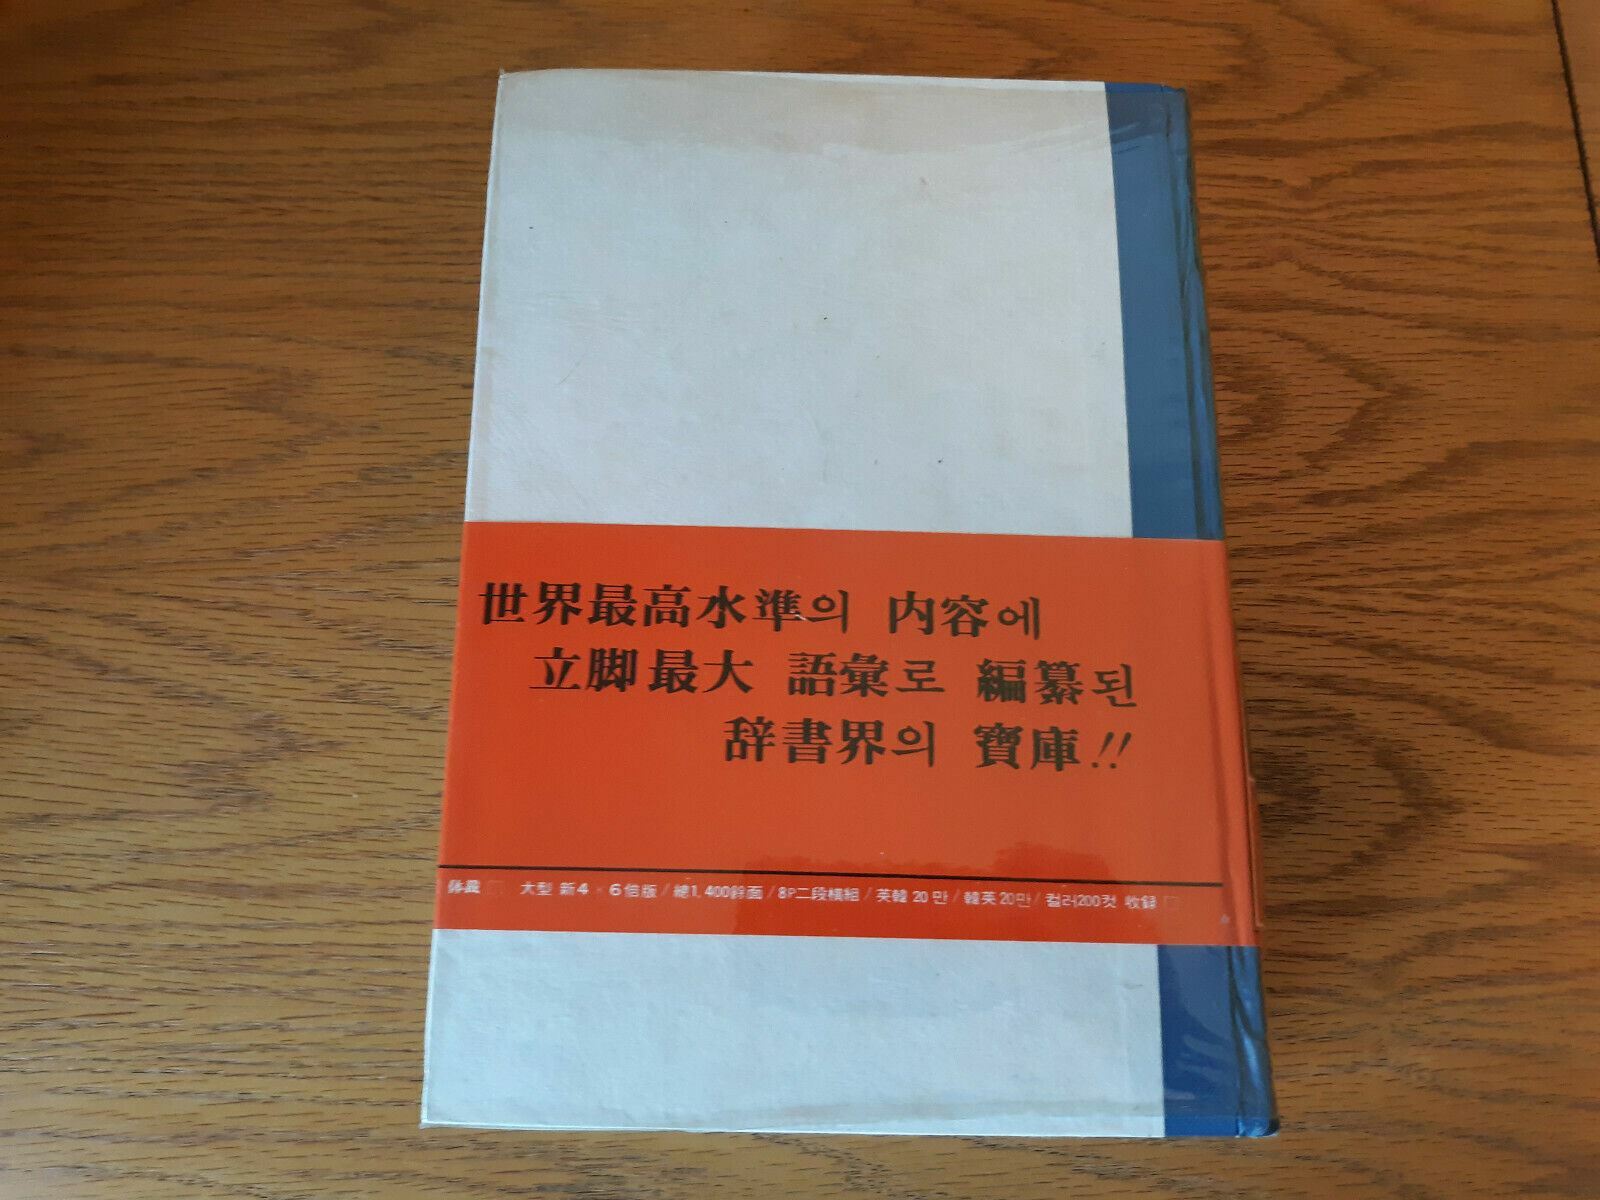 世界最高水準의 内容에
立脚最大 語彙로 編纂된
辞書界의 寶庫!!
体裁 □ 大型 新4×6倍版/總1,400餘面/8P二段橫組/英韓20만/韓英20만/컬러200컷 收録 □